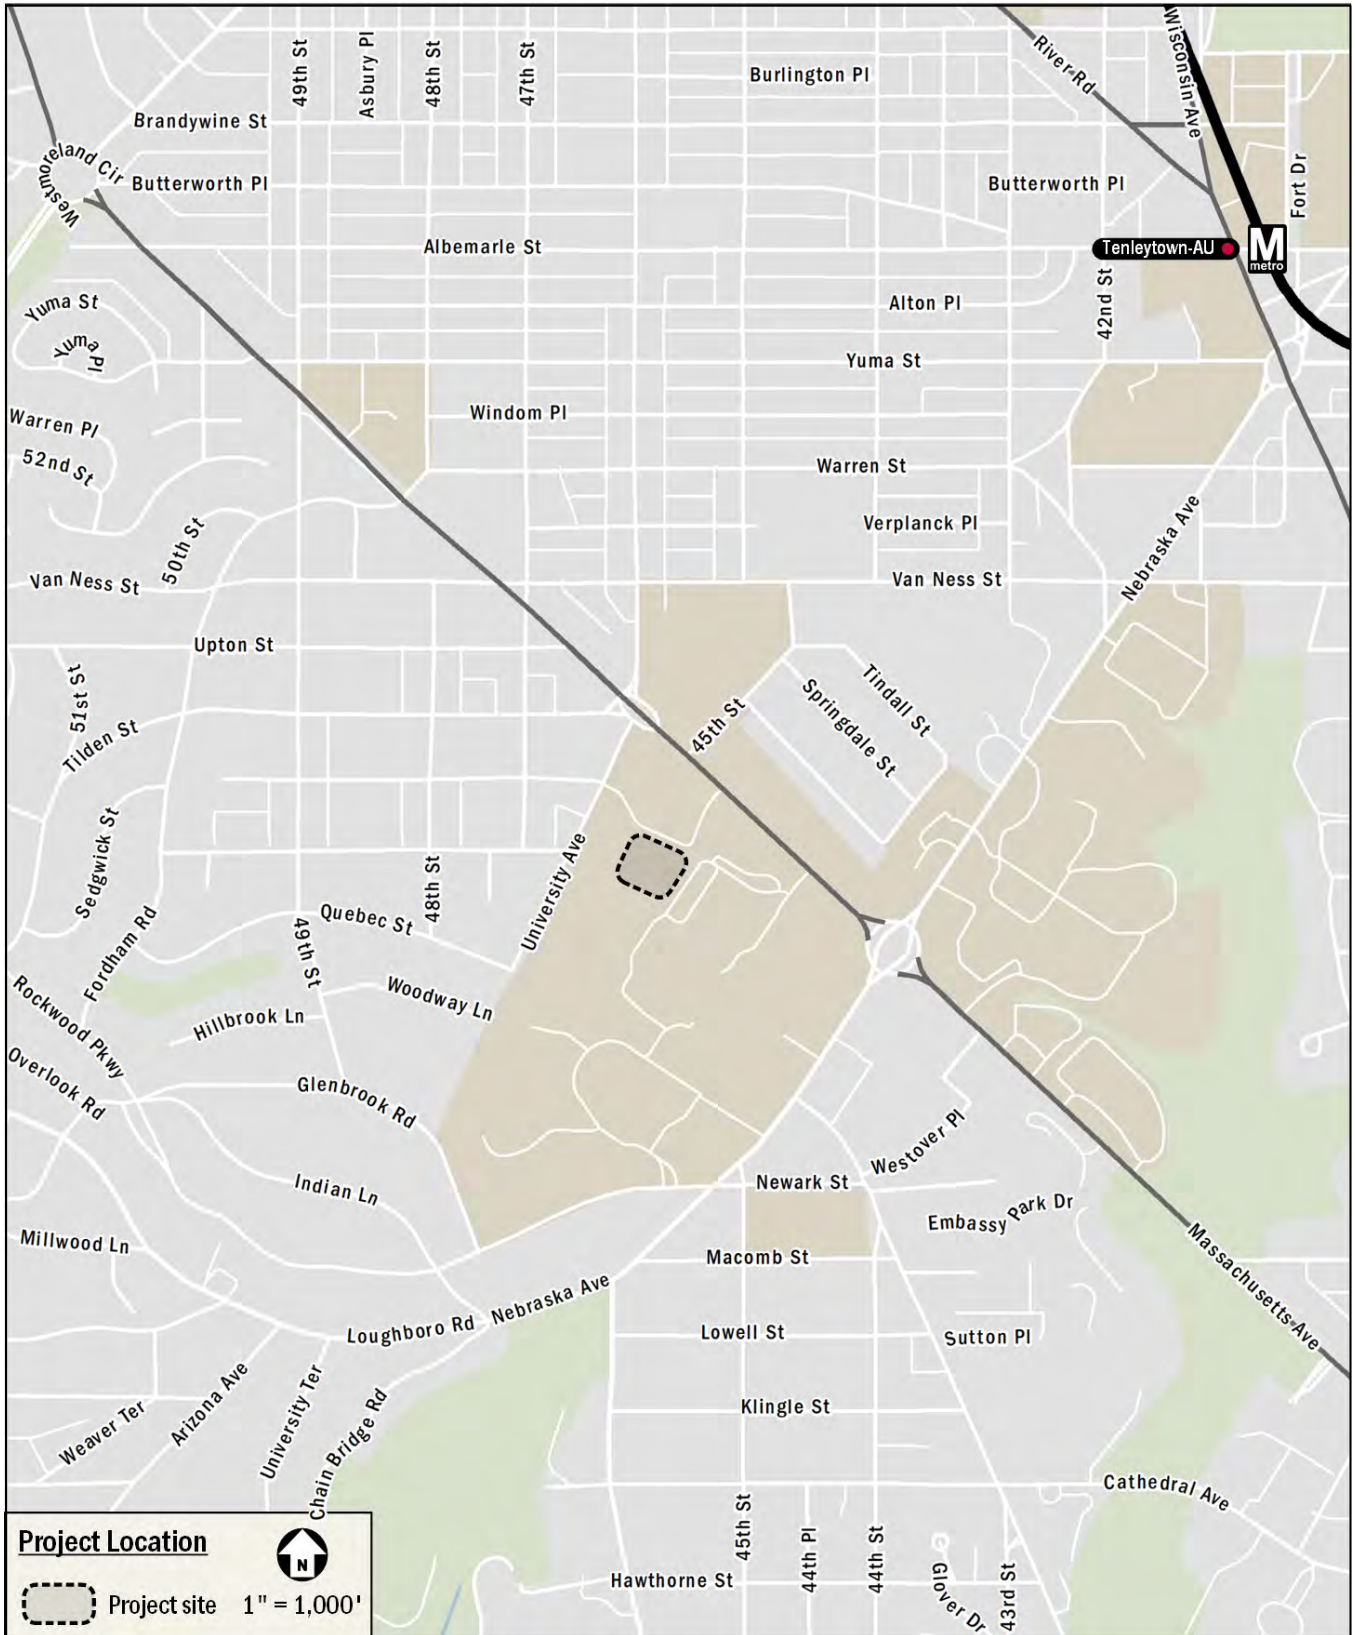 49th St
Asbury Pl
48th St
47th St
Burlington Pl
River Rd
Wisconsin Ave
Brandywine St
Westmoreland Cir
Butterworth Pl
Butterworth Pl
Fort Dr
Albemarle St
Tenleytown-AU
M
metro
Yuma St
Alton Pl
42nd St
Yuma Pl
Yuma St
Warren Pl
Windom Pl
52nd St
Warren St
50th St
Verplanck Pl
Nebraska Ave
Van Ness St
Van Ness St
Upton St
51st St
Tindall St
Springdale St
45th St
Tilden St
Sedgwick St
University Ave
48th St
Quebec St
49th St
Fordham Rd
Woodway Ln
Rockwood Pkwy
Hillbrook Ln
Overlook Rd
Glenbrook Rd
Westover Pl
Indian Ln
Newark St
Embassy Park Dr
Millwood Ln
Macomb St
Massachusetts Ave
Nebraska Ave
Loughboro Rd
Lowell St
Sutton Pl
Arizona Ave
University Ter
Chain Bridge Rd
Klingle St
Weaver Ter
Cathedral Ave
45th St
44th Pl
44th St
Glover Dr
43rd St
Hawthorne St
Project Location
N
Project site 1" = 1,000'